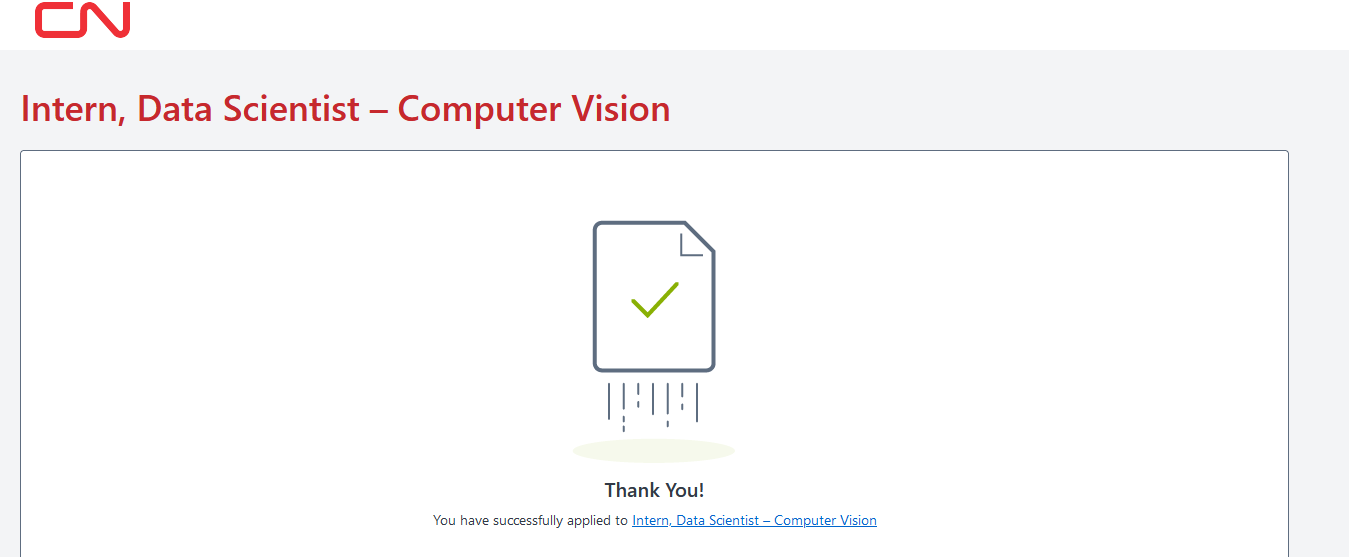 CN
Intern, Data Scientist – Computer Vision
Thank You!
You have successfully applied to Intern, Data Scientist – Computer Vision